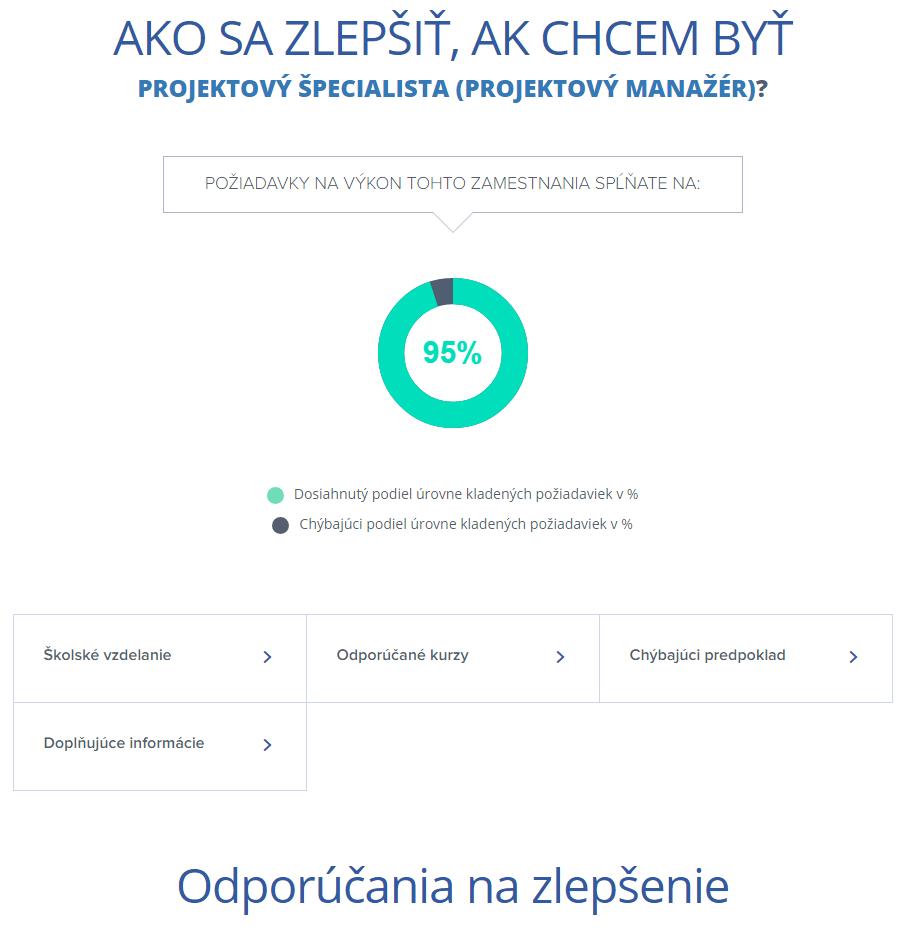 AKO SA ZLEPŠIŤ, AK CHCEM BYŤ
PROJEKTOVÝ ŠPECIALISTA (PROJEKTOVÝ MANAŽÉR)?
POŽIADAVKY NA VÝKON TOHTO ZAMESTNANIA SPĹŇATE NA:
95%
Dosiahnutý podiel úrovne kladených požiadaviek v %
Chýbajúci podiel úrovne kladených požiadaviek v %
Školské vzdelanie
Odporúčané kurzy
Chýbajúci predpoklad
Doplňujúce informácie
Odporúčania na zlepšenie